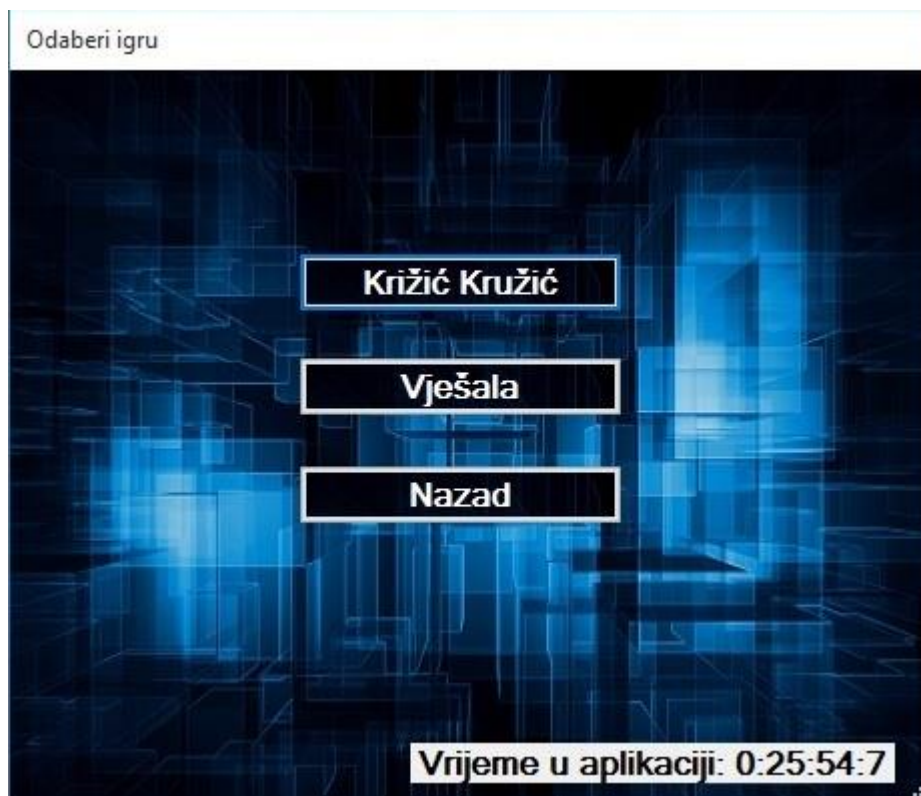 Odaberi igru
Križić Kružić
Vješala
Nazad
Vrijeme u aplikaciji: 0:25:54:7